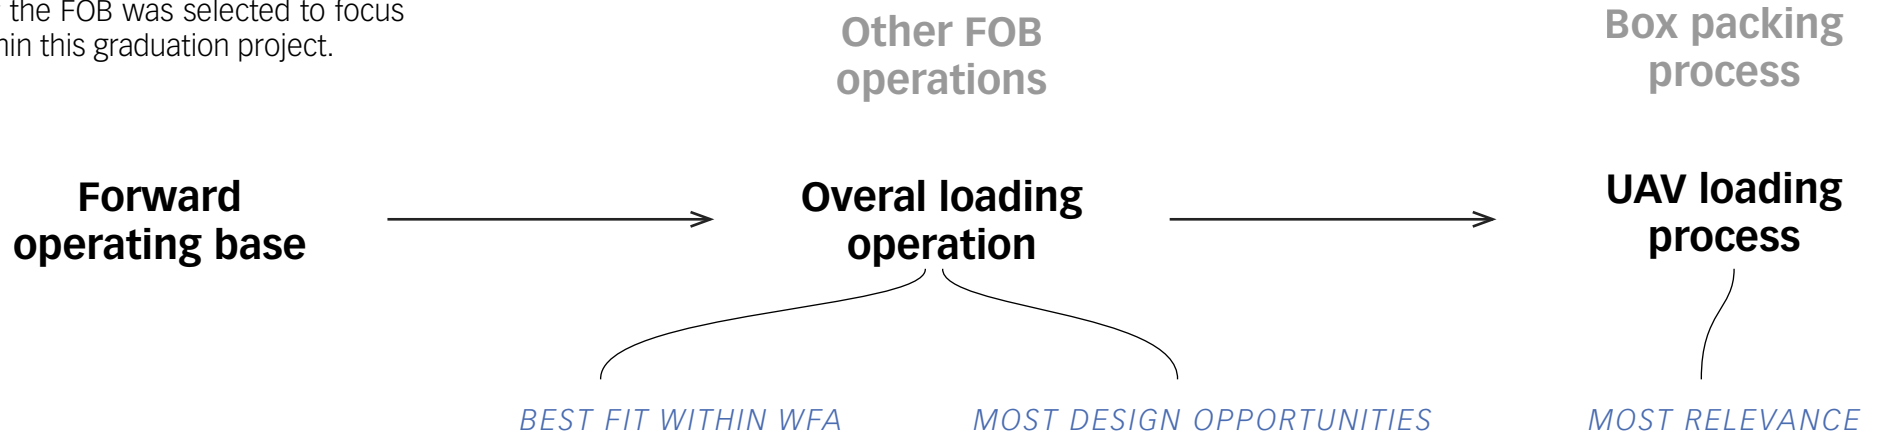 the FOB was selected to focus
this graduation project.
Other FOB
operations
Box packing
process
Forward
operating base
Overal loading
operation
UAV loading
process
BEST FIT WITHIN WFA
MOST DESIGN OPPORTUNITIES
MOST RELEVANCE